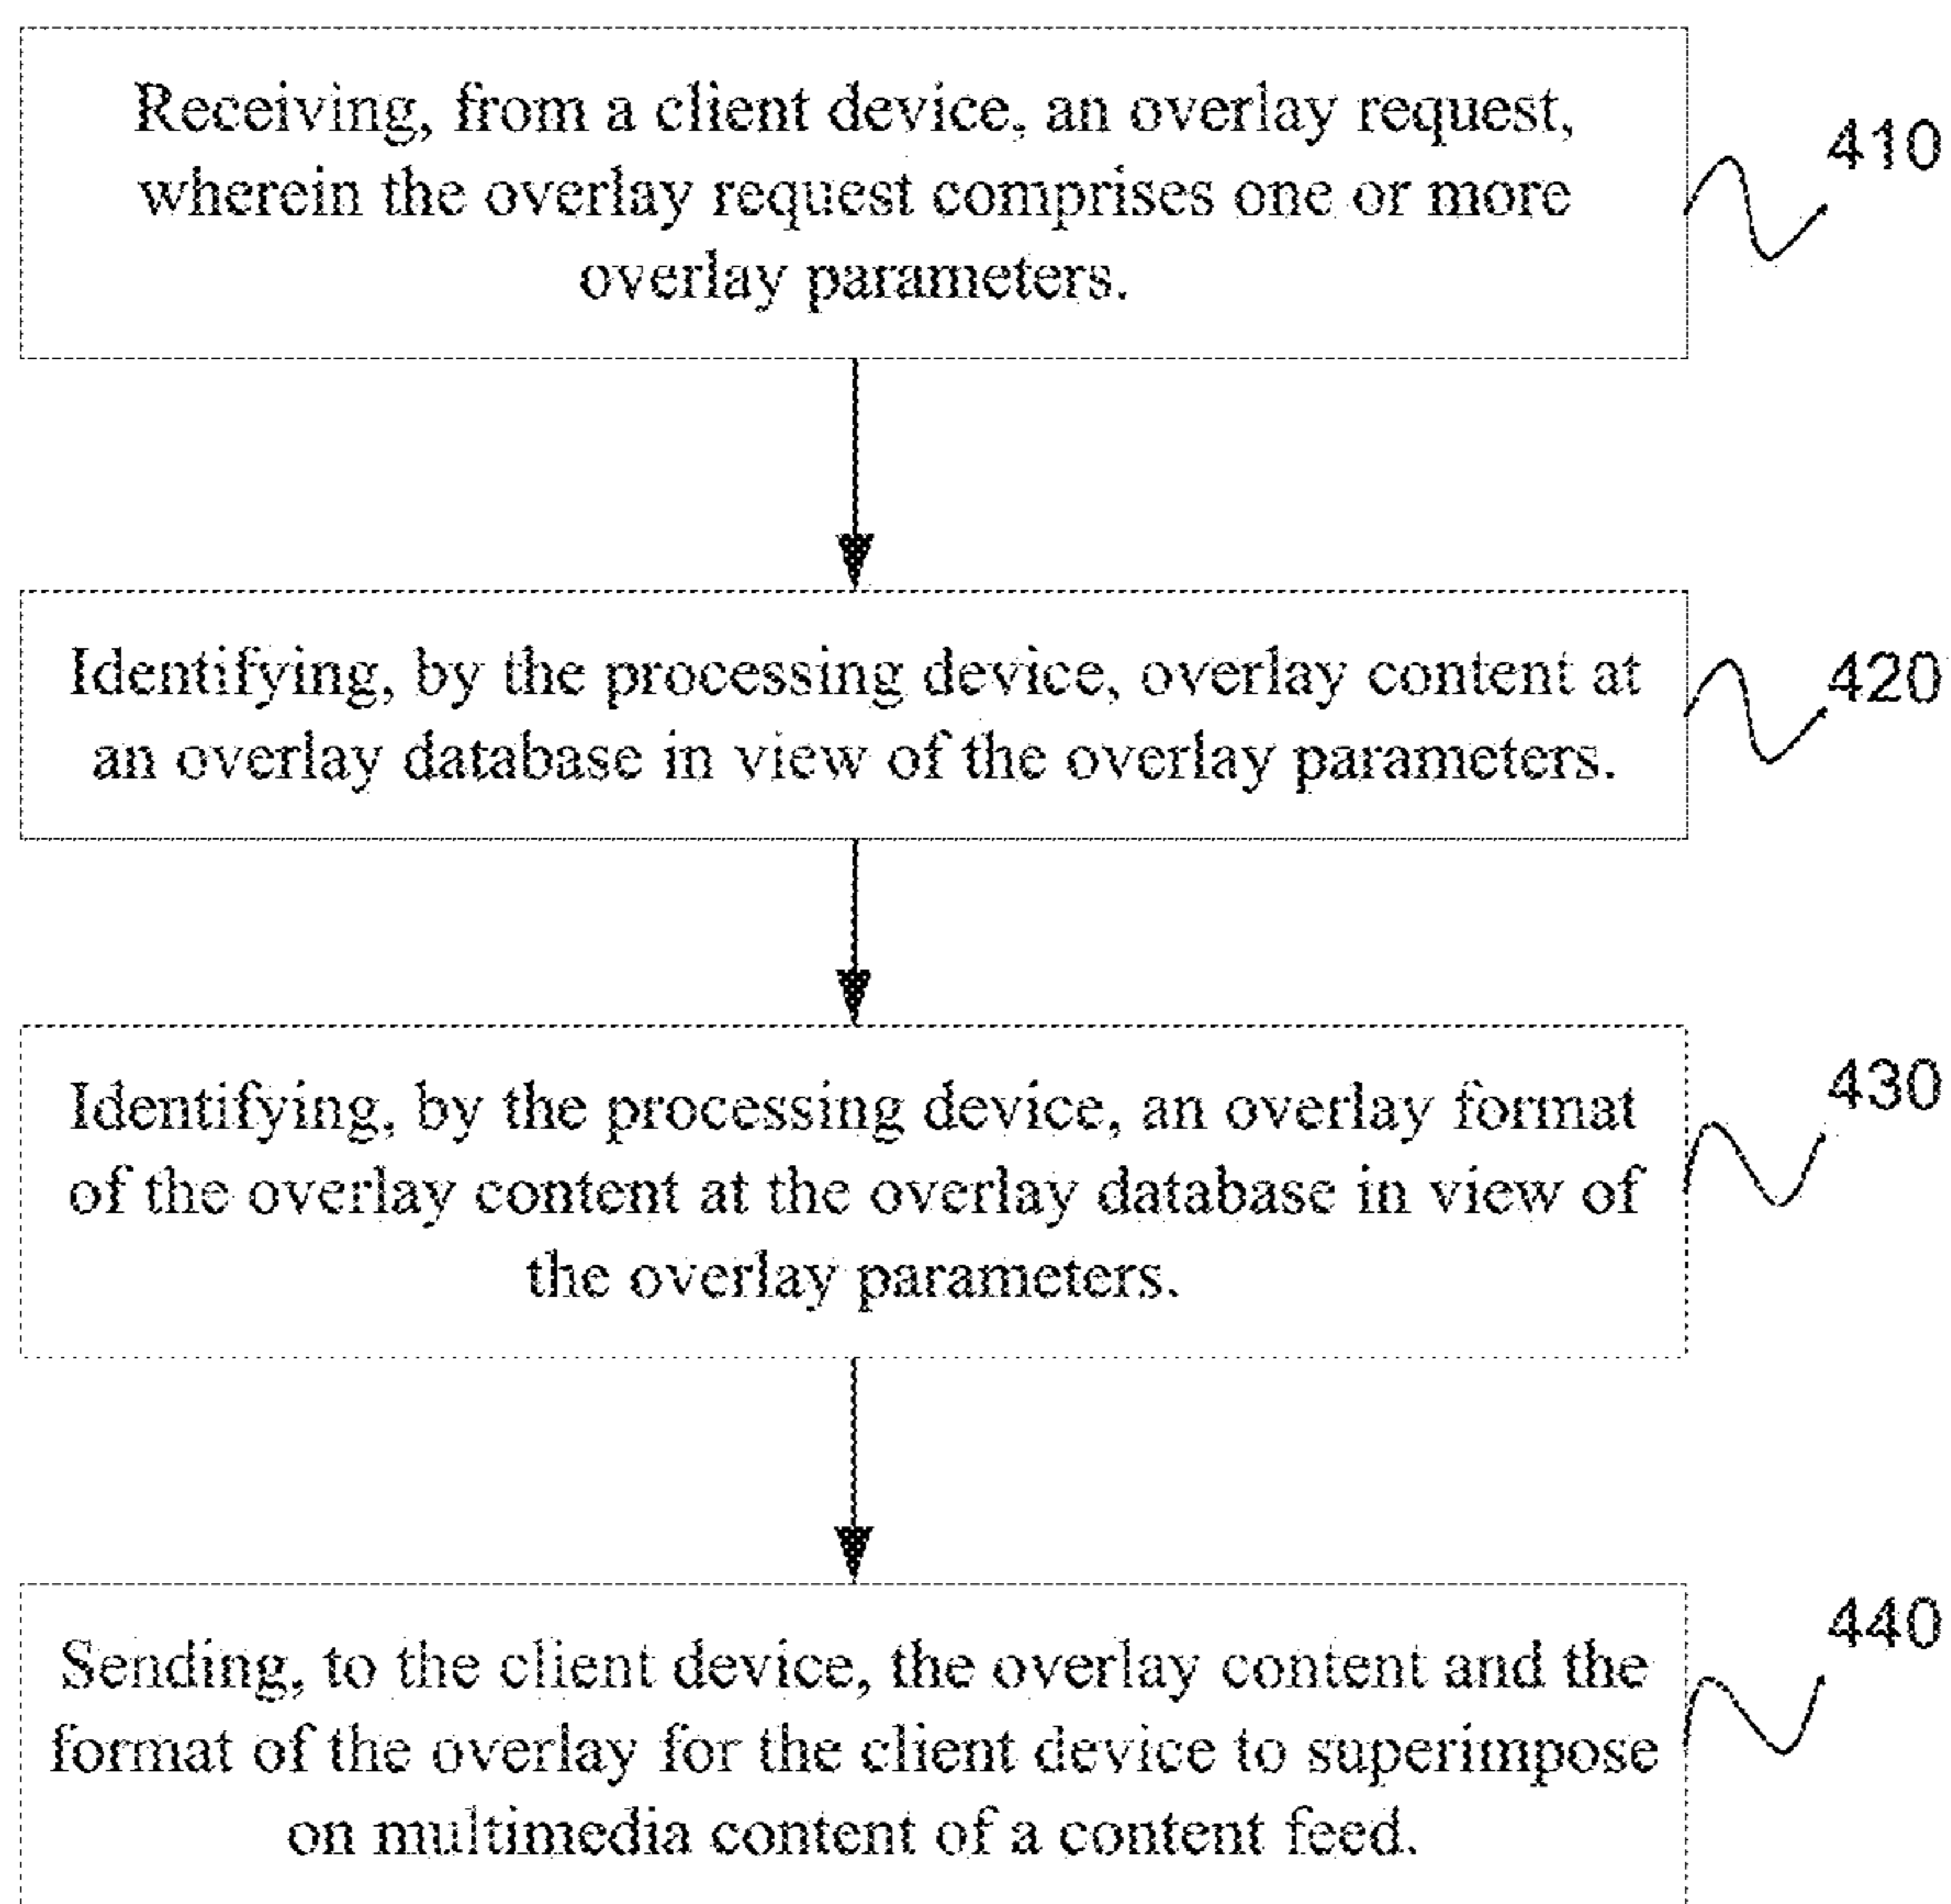 Receiving, from a client device, an overlay request,
wherein the overlay request comprises one or more
overlay parameters.
410
Identifying, by the processing device, overlay content at
an overlay database in view of the overlay parameters.
420
Identifying, by the processing device, an overlay format
of the overlay content at the overlay database in view of
the overlay parameters.
430
Sending, to the client device, the overlay content and the
format of the overlay for the client device to superimpose
on multimedia content of a content feed.
440